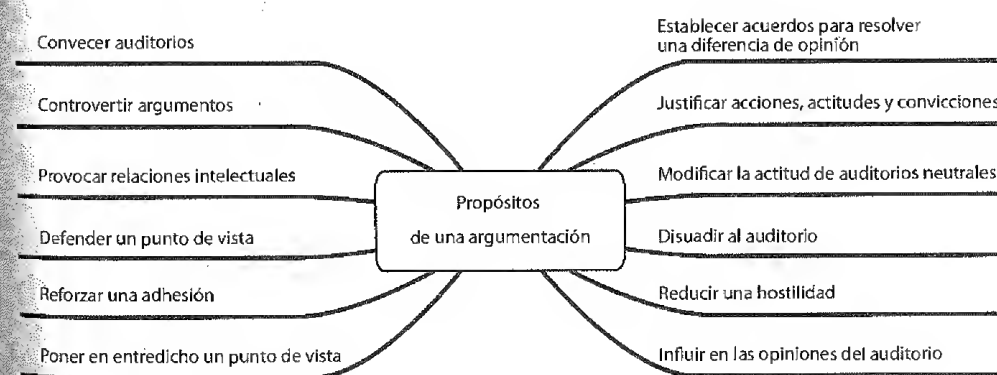 Convecer auditorios
Controvertir argumentos
Provocar relaciones intelectuales
Defender un punto de vista
Reforzar una adhesión
Poner en entredicho un punto de vista
Propósitos
de una argumentación
Establecer acuerdos para resolver
una diferencia de opinión
Justificar acciones, actitudes y convicciones
Modificar la actitud de auditorios neutrales
Disuadir al auditorio
Reducir una hostilidad
Influir en las opiniones del auditorio